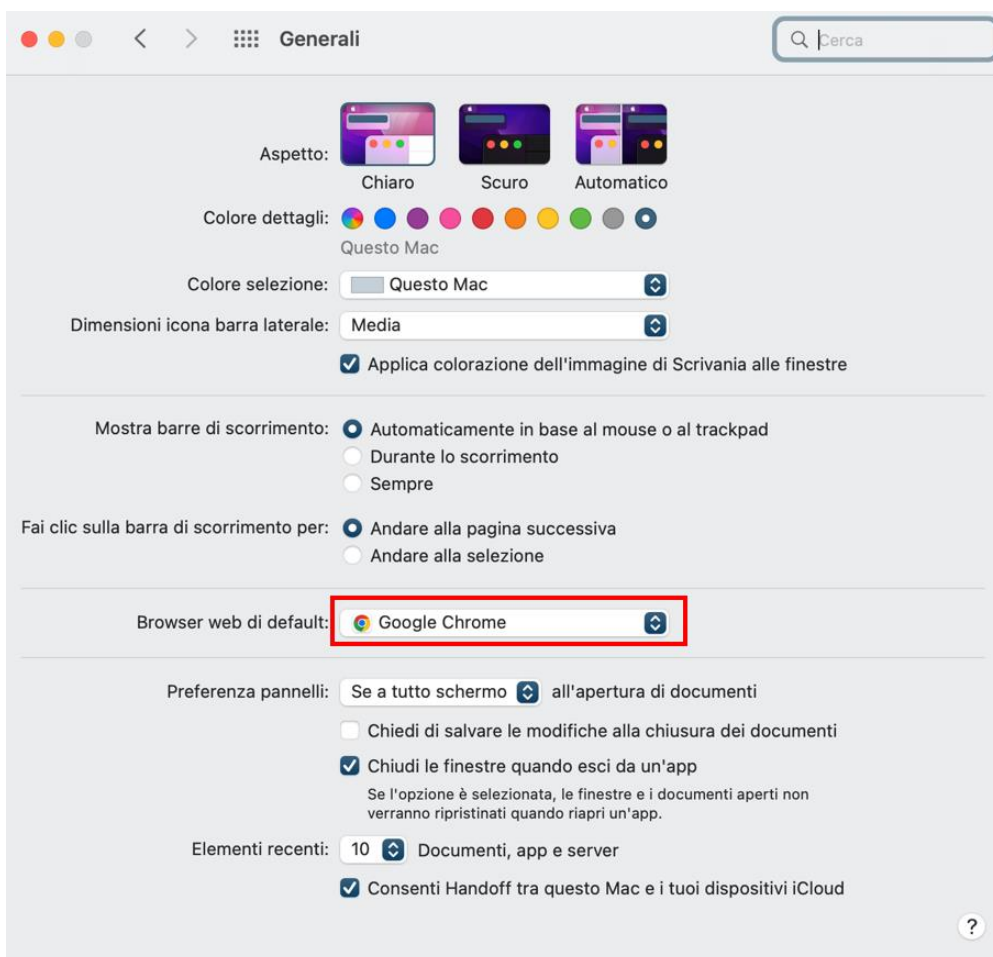 Generali
Cerca
Aspetto:
Chiaro Scuro Automatico
Colore dettagli:
Questo Mac
Colore selezione: Questo Mac
Dimensioni icona barra laterale: Media
Applica colorazione dell'immagine di Scrivania alle finestre
Mostra barre di scorrimento: Automaticamente in base al mouse o al trackpad
Durante lo scorrimento
Sempre
Fai clic sulla barra di scorrimento per: Andare alla pagina successiva
Andare alla selezione
Browser web di default: Google Chrome
Preferenza pannelli: Se a tutto schermo all'apertura di documenti
Chiedi di salvare le modifiche alla chiusura dei documenti
Chiudi le finestre quando esci da un'app
Se l'opzione è selezionata, le finestre e i documenti aperti non
verranno ripristinati quando riapri un'app.
Elementi recenti: 10 Documenti, app e server
Consenti Handoff tra questo Mac e i tuoi dispositivi iCloud
?